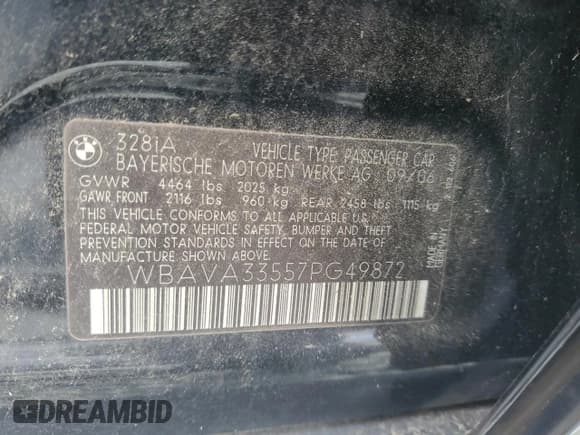 BMW
328iA VEHICLE TYPE: PASSENGER CAR
BAYERISCHE MOTOREN WERKE AG 09/06
GVWR 4464 lbs 2025 kg
GAWR FRONT 2116 lbs 960 kg REAR 2458 lbs 1115 kg
THIS VEHICLE CONFORMS TO ALL APPLICABLE U.S.
FEDERAL MOTOR VEHICLE SAFETY, BUMPER, AND
THEFT PREVENTION STANDARDS IN EFFECT ON THE DATE OF
MANUFACTURE SHOWN ABOVE.
WBAVA33557PG49872
MADE IN
GERMANY
DREAMBID